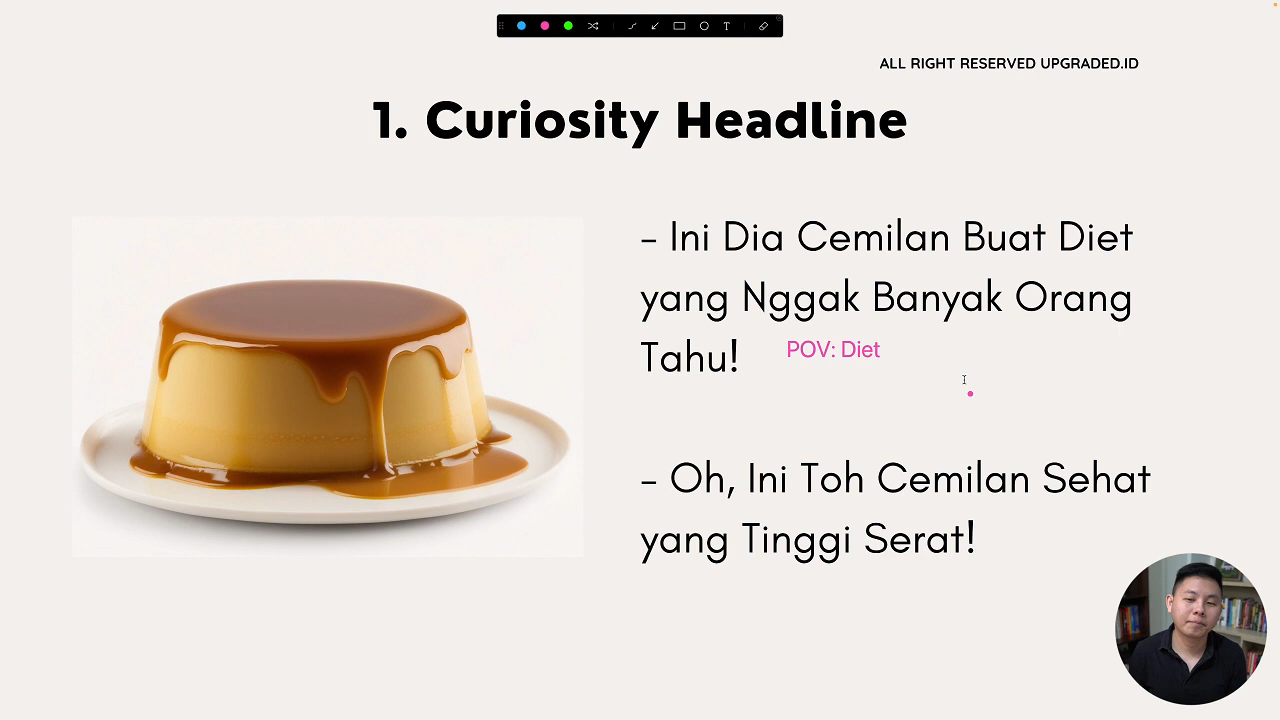 ALL RIGHT RESERVED UPGRADED.ID
1. Curiosity Headline
- Ini Dia Cemilan Buat Diet
yang Nggak Banyak Orang
Tahu!
POV: Diet
- Oh, Ini Toh Cemilan Sehat
yang Tinggi Serat!